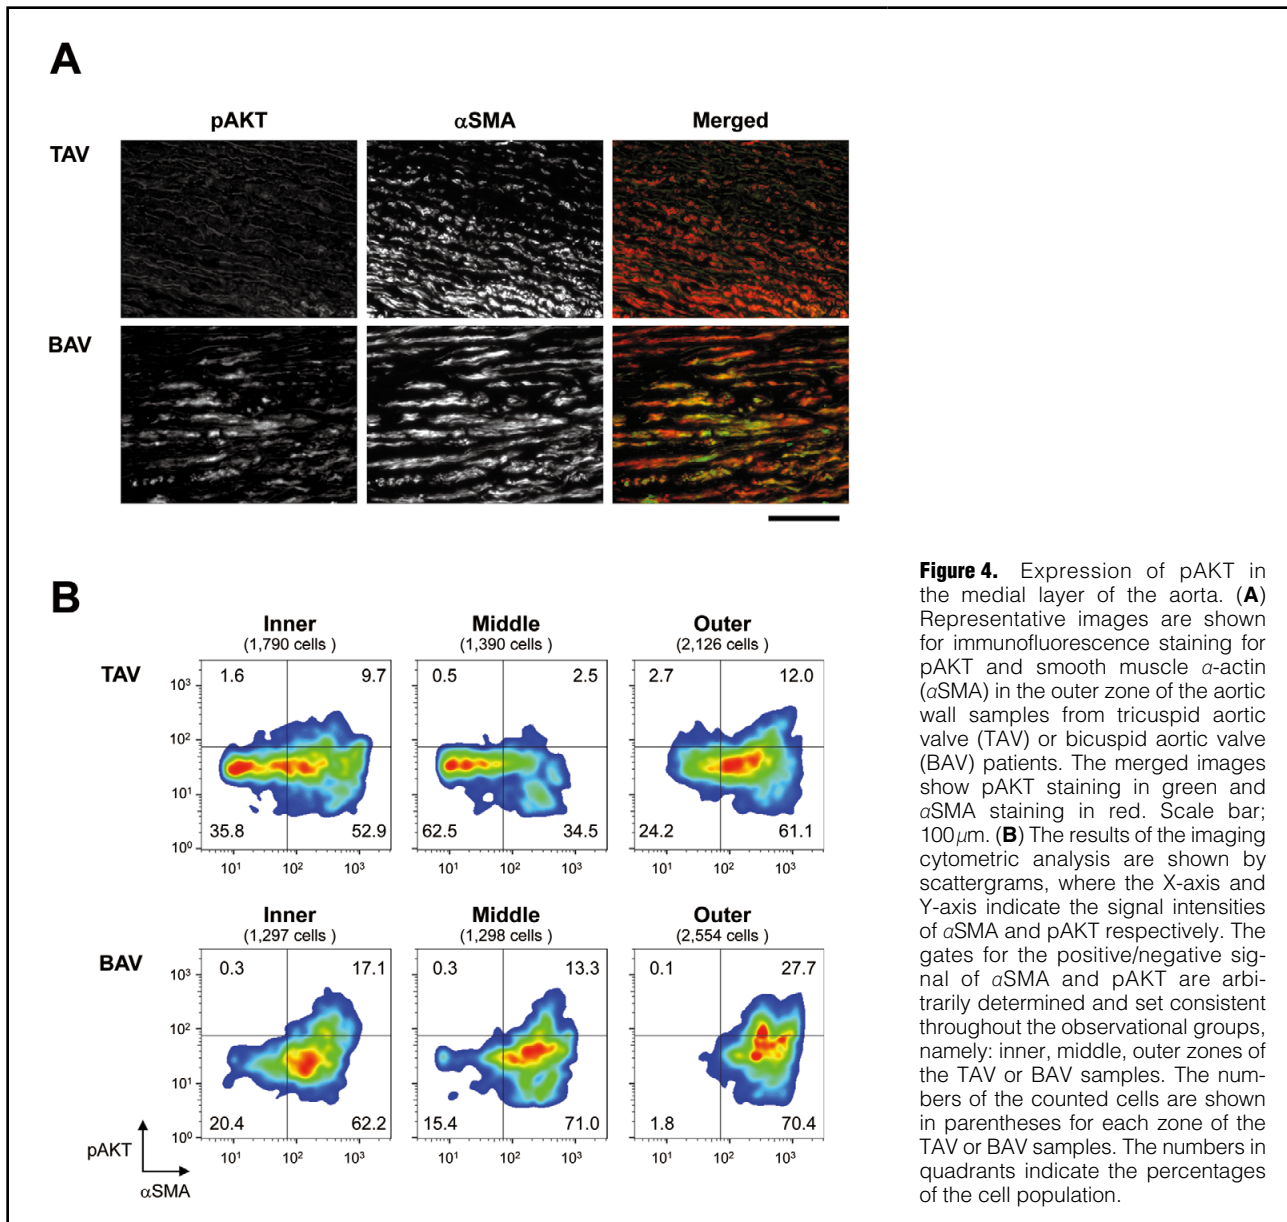 A
pAKT αSMA Merged
TAV
BAV
B
Inner Middle Outer
(1,790 cells ) (1,390 cells ) (2,126 cells )
TAV
10³ 1.6 9.7 0.5 2.5 2.7 12.0
10²
10¹
35.8 52.9 62.5 34.5 24.2 61.1
10⁰
10¹ 10² 10³ 10¹ 10² 10³ 10¹ 10² 10³
Inner Middle Outer
(1,297 cells ) (1,298 cells ) (2,554 cells )
BAV
10³ 0.3 17.1 0.3 13.3 0.1 27.7
10²
10¹
20.4 62.2 15.4 71.0 1.8 70.4
10⁰
10¹ 10² 10³ 10¹ 10² 10³ 10¹ 10² 10³
pAKT
αSMA
Figure 4. Expression of pAKT in
the medial layer of the aorta. (A)
Representative images are shown
for immunofluorescence staining for
pAKT and smooth muscle α-actin
(αSMA) in the outer zone of the aortic
wall samples from tricuspid aortic
valve (TAV) or bicuspid aortic valve
(BAV) patients. The merged images
show pAKT staining in green and
αSMA staining in red. Scale bar;
100μm. (B) The results of the imaging
cytometric analysis are shown by
scattergrams, where the X-axis and
Y-axis indicate the signal intensities
of αSMA and pAKT respectively. The
gates for the positive/negative sig-
nal of αSMA and pAKT are arbi-
trarily determined and set consistent
throughout the observational groups,
namely: inner, middle, outer zones of
the TAV or BAV samples. The num-
bers of the counted cells are shown
in parentheses for each zone of the
TAV or BAV samples. The numbers in
quadrants indicate the percentages
of the cell population.